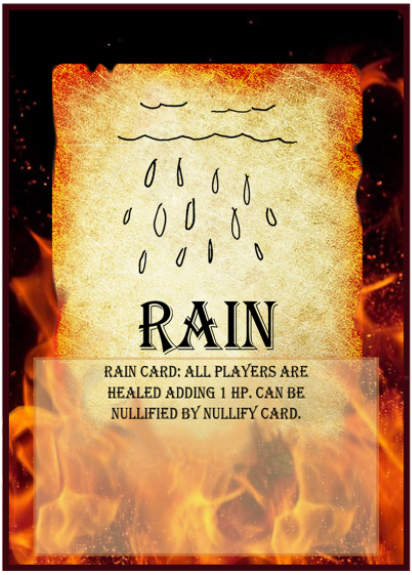 RAIN
RAIN CARD: ALL PLAYERS ARE
HEALED ADDING 1 HP. CAN BE
NULLIFIED BY NULLIFY CARD.